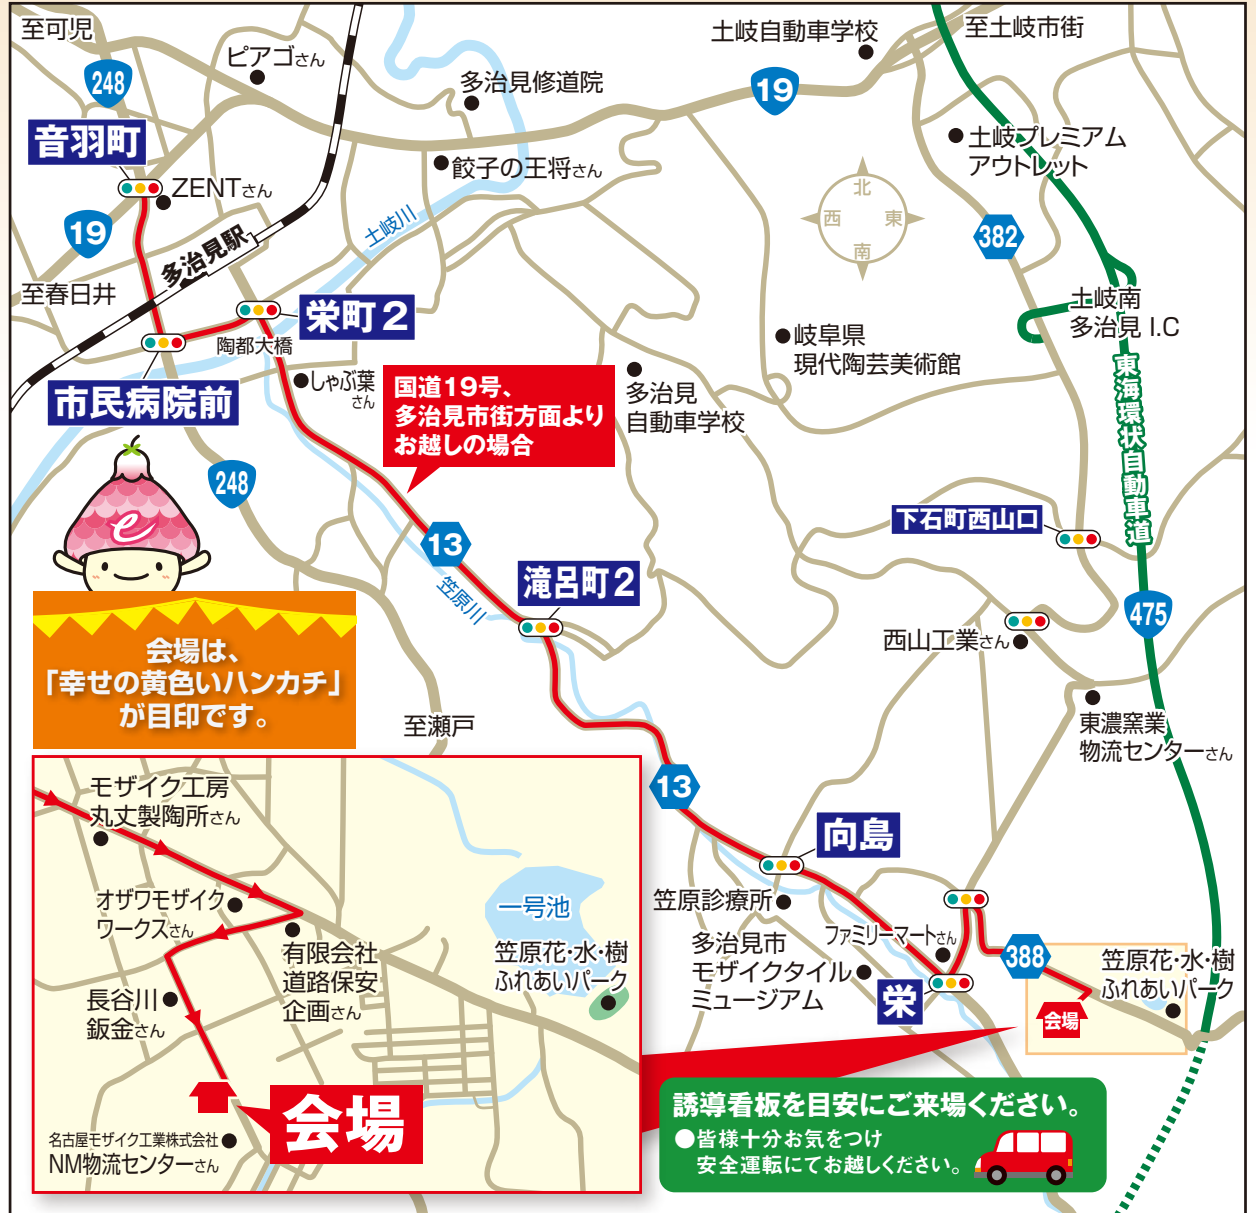 至可児
ピアゴさん
土岐自動車学校
至土岐市街
248
多治見修道院
19
音羽町
土岐プレミアム
アウトレット
餃子の王将さん
ZENTさん
北
西
東
南
土岐川
19
382
多治見駅
至春日井
土岐南
多治見 I.C
栄町2
陶都大橋
岐阜県
現代陶芸美術館
市民病院前
しゃぶ葉
さん
国道19号、
多治見市街方面より
お越しの場合
多治見
自動車学校
東海環状自動車道
248
e
下石町西山口
13
滝呂町2
笠原川
475
西山工業さん
会場は、
「幸せの黄色いハンカチ」
が目印です。
至瀬戸
東濃窯業
物流センターさん
13
モザイク工房
丸丈製陶所さん
向島
オザワモザイク
ワークスさん
一号池
笠原診療所
有限会社
道路保安
企画さん
笠原花・水・樹
ふれあいパーク
多治見市
モザイクタイル
ミュージアム
ファミリーマートさん
388
笠原花・水・樹
ふれあいパーク
栄
会場
長谷川
鈑金さん
会場
名古屋モザイク工業株式会社
NM物流センターさん
誘導看板を目安にご来場ください。
●皆様十分お気をつけ
安全運転にてお越しください。